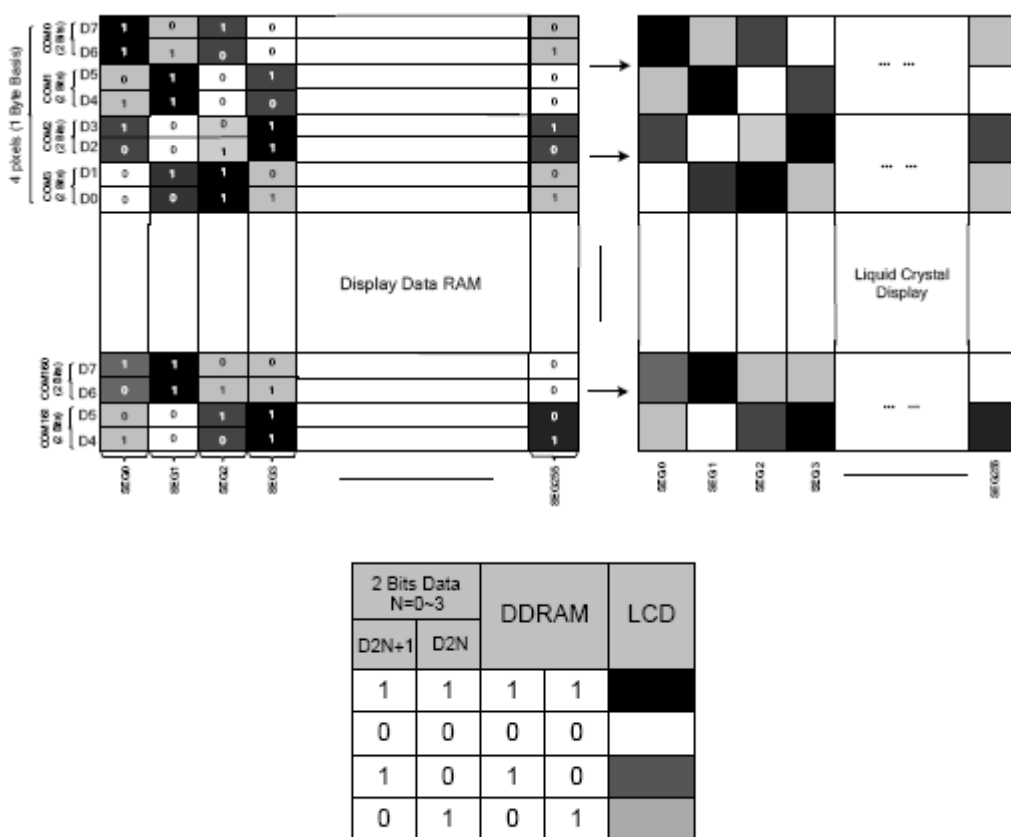 4 pixels (1 Byte Basis)
COM0 (2 Bits) D7 1 0 1 0 0
D6 1 1 0 0 1
COM1 (2 Bits) D5 0 1 0 1 0
D4 1 1 0 0 0
COM2 (2 Bits) D3 1 0 0 1 1
D2 0 0 1 1 0
COM3 (2 Bits) D1 0 1 1 0 0
D0 0 0 1 1 1
... ...
... ...
Display Data RAM
Liquid Crystal
Display
COM160 (2 Bits) D7 1 1 0 0 0
D6 0 1 1 1 0
(2 Bits) D5 0 0 1 1 0
D4 1 0 0 1 1
... ...
SEG0 SEG1 SEG2 SEG3 SEG255
SEG0 SEG1 SEG2 SEG3 SEG255
2 Bits Data
N=0~3
DDRAM LCD
D2N+1 D2N
1 1 1 1
0 0 0 0
1 0 1 0
0 1 0 1